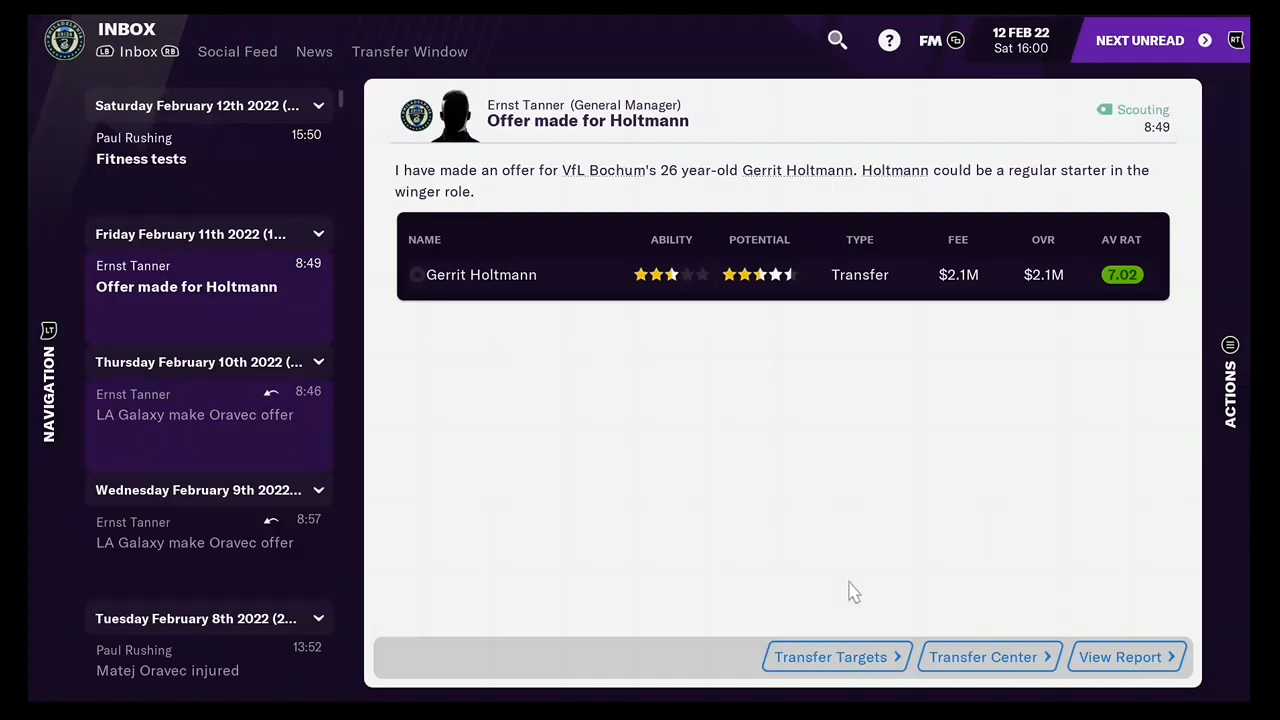 INBOX
LB Inbox RB Social Feed News Transfer Window
FM
12 FEB 22
Sat 16:00
NEXT UNREAD
RT
Saturday February 12th 2022 (...
Paul Rushing 15:50
Fitness tests
Friday February 11th 2022 (1...
Ernst Tanner 8:49
Offer made for Holtmann
Thursday February 10th 2022 (...
Ernst Tanner 8:46
LA Galaxy make Oravec offer
Wednesday February 9th 2022...
Ernst Tanner 8:57
LA Galaxy make Oravec offer
Tuesday February 8th 2022 (2...
Paul Rushing 13:52
Matej Oravec injured
LT
NAVIGATION
Ernst Tanner (General Manager)
Offer made for Holtmann
Scouting
8:49
I have made an offer for VfL Bochum's 26 year-old Gerrit Holtmann. Holtmann could be a regular starter in the
winger role.
NAME ABILITY POTENTIAL TYPE FEE OVR AV RAT
Gerrit Holtmann Transfer $2.1M $2.1M 7.02
Transfer Targets Transfer Center View Report
ACTIONS